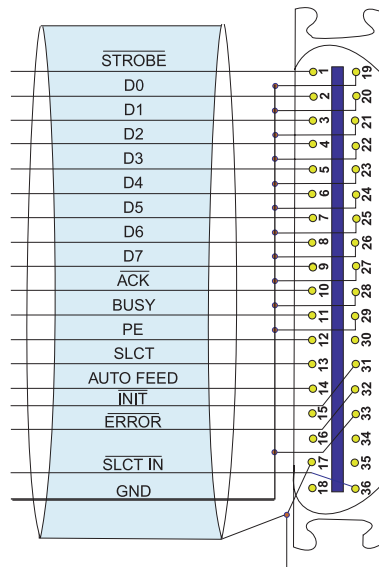 STROBE
D0
D1
D2
D3
D4
D5
D6
D7
ACK
BUSY
PE
SLCT
AUTO FEED
INIT
ERROR
SLCT IN
GND
1 19
2 20
3 21
4 22
5 23
6 24
7 25
8 26
9 27
10 28
11 29
12 30
13 31
14 32
15 33
16 34
17 35
18 36